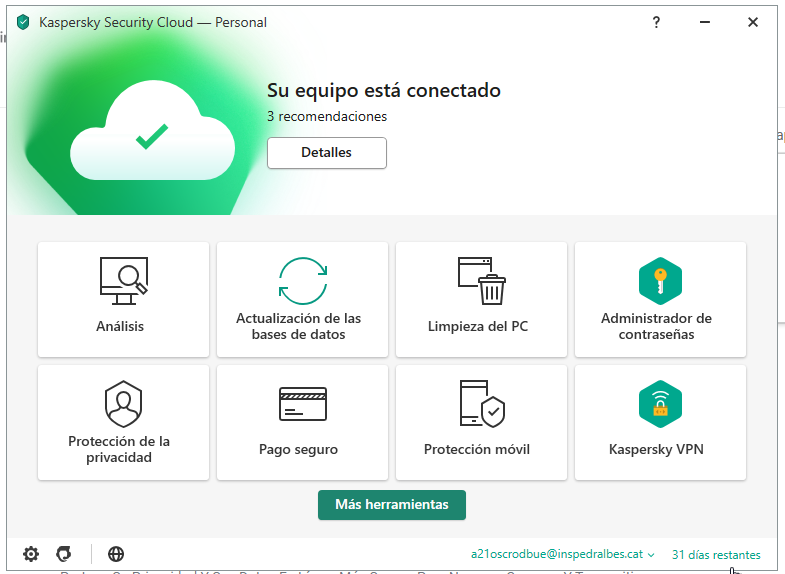 Kaspersky Security Cloud — Personal
?
Su equipo está conectado
3 recomendaciones
Detalles
Análisis
Actualización de las
bases de datos
Limpieza del PC
Administrador de
contraseñas
Protección de la
privacidad
Pago seguro
Protección móvil
Kaspersky VPN
Más herramientas
a21oscrodbue@inspedralbes.cat
31 días restantes